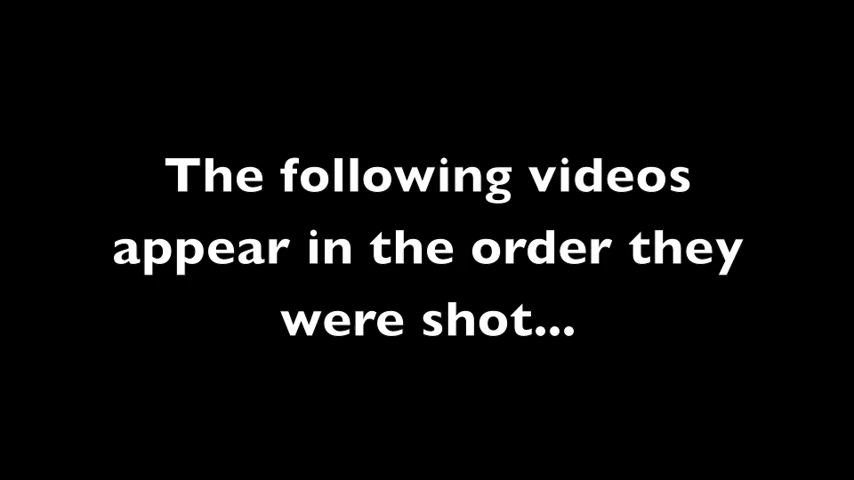 The following videos
appear in the order they
were shot...